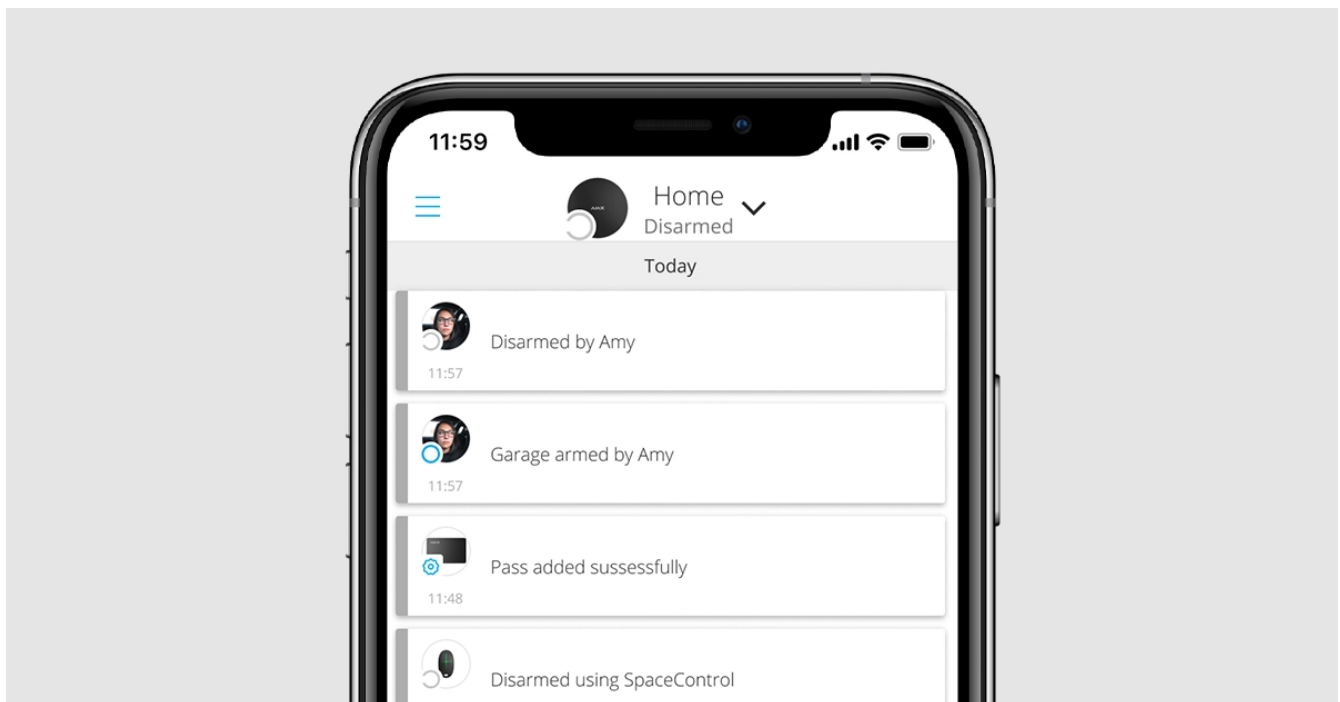 11:59
AJAX
Home
Disarmed
Today
Disarmed by Amy
11:57
Garage armed by Amy
11:57
Pass added sussessfully
11:48
Disarmed using SpaceControl